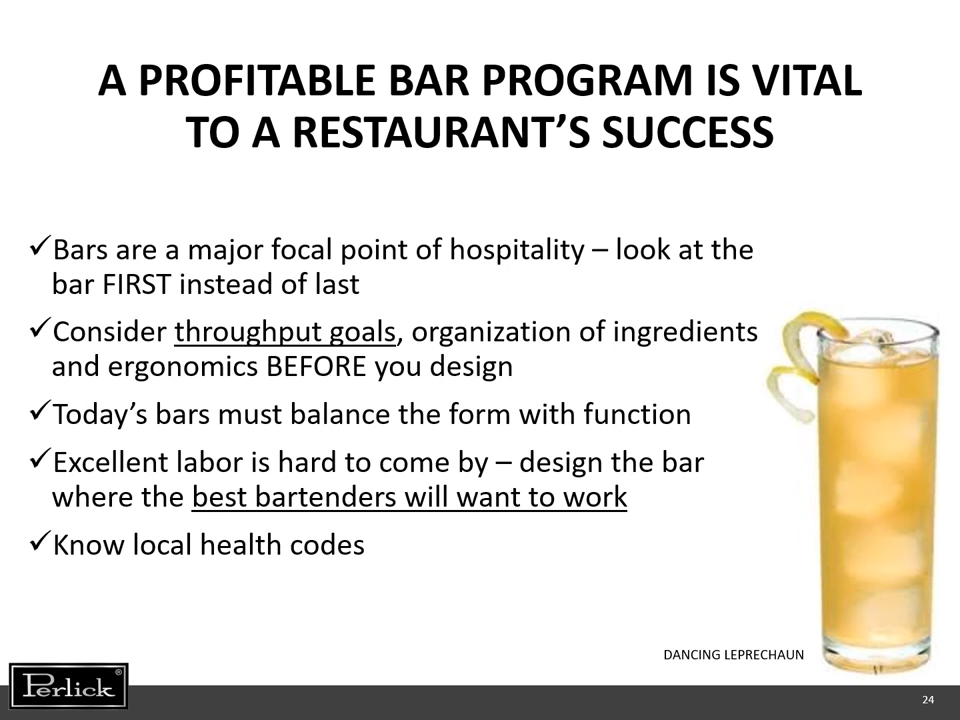 A PROFITABLE BAR PROGRAM IS VITAL
TO A RESTAURANT’S SUCCESS
✓Bars are a major focal point of hospitality – look at the
bar FIRST instead of last
✓Consider throughput goals, organization of ingredients
and ergonomics BEFORE you design
✓Today’s bars must balance the form with function
✓Excellent labor is hard to come by – design the bar
where the best bartenders will want to work
✓Know local health codes
DANCING LEPRECHAUN
Perlick®
24